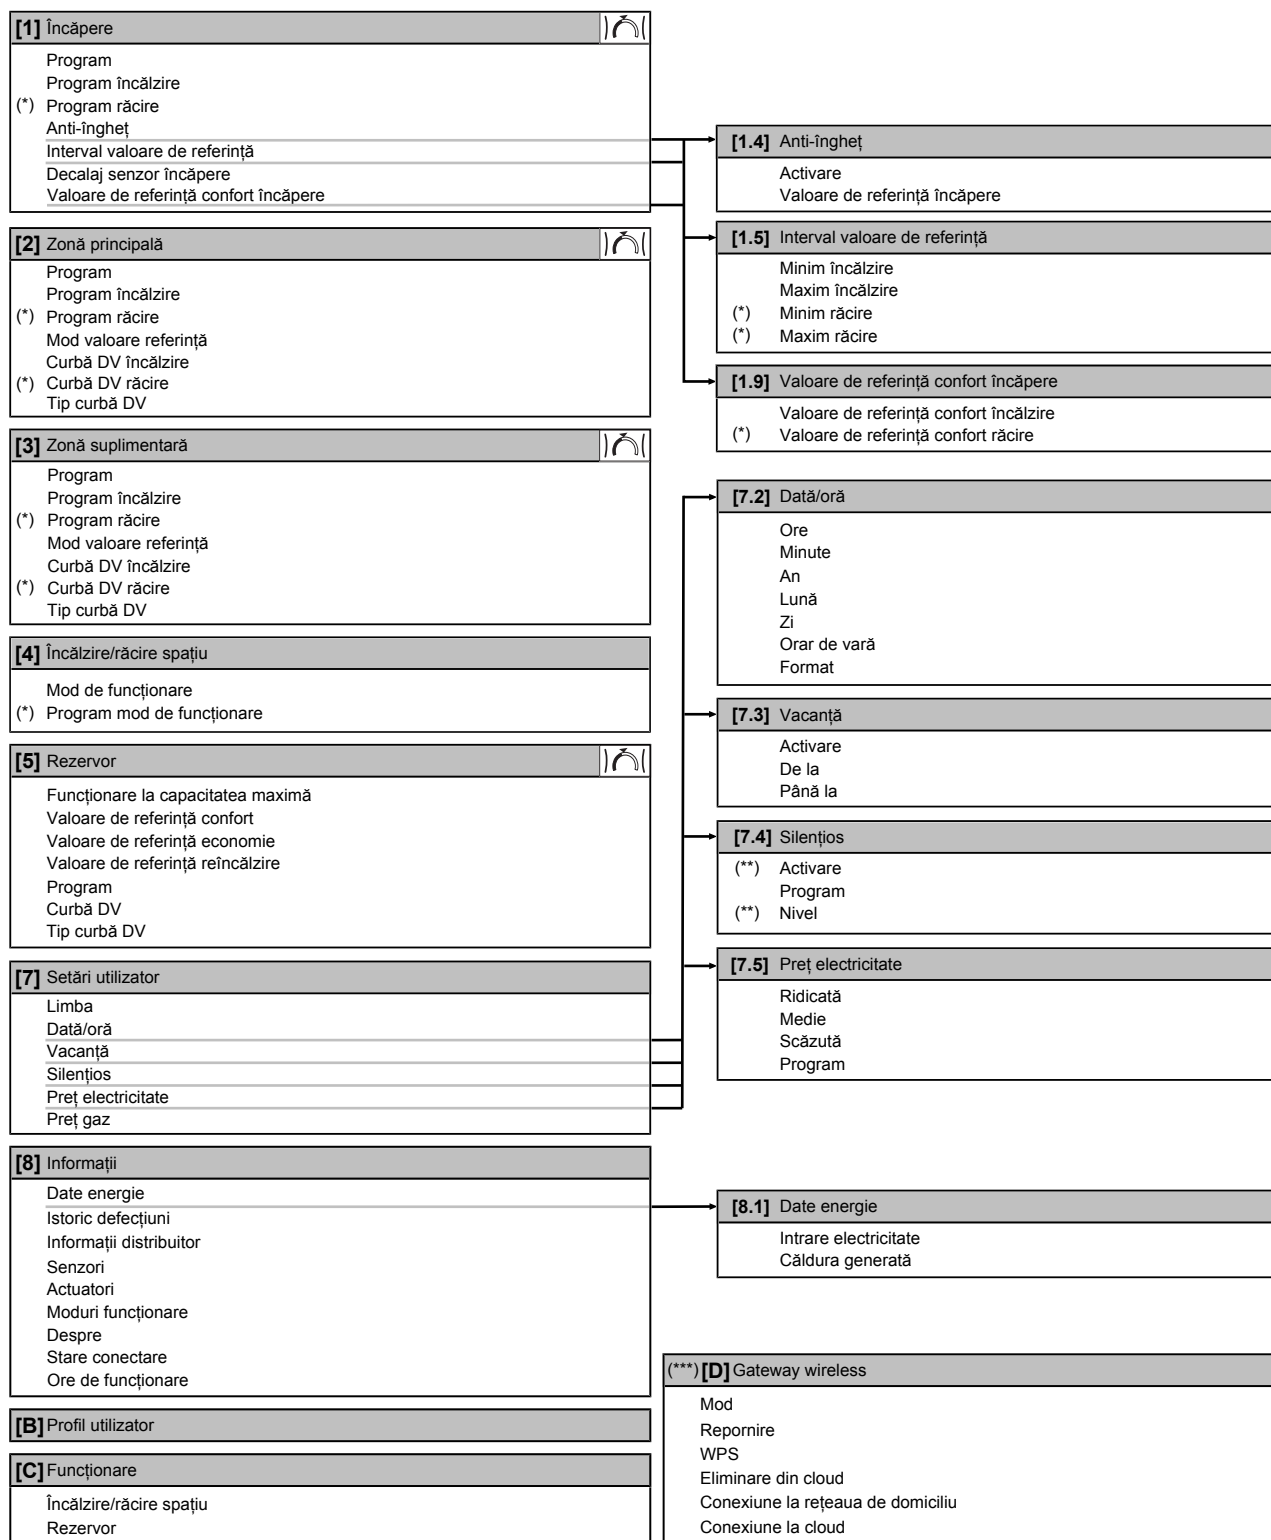 [1] Încăpere
Program
Program încălzire
(*) Program răcire
Anti-îngheț
Interval valoare de referință
Decalaj senzor încăpere
Valoare de referință confort încăpere
[2] Zonă principală
Program
Program încălzire
(*) Program răcire
Mod valoare referință
Curbă DV încălzire
(*) Curbă DV răcire
Tip curbă DV
[3] Zonă suplimentară
Program
Program încălzire
(*) Program răcire
Mod valoare referință
Curbă DV încălzire
(*) Curbă DV răcire
Tip curbă DV
[4] Încălzire/răcire spațiu
Mod de funcționare
(*) Program mod de funcționare
[5] Rezervor
Funcționare la capacitatea maximă
Valoare de referință confort
Valoare de referință economie
Valoare de referință reîncălzire
Program
Curbă DV
Tip curbă DV
[7] Setări utilizator
Limba
Dată/oră
Vacanță
Silențios
Preț electricitate
Preț gaz
[8] Informații
Date energie
Istoric defecțiuni
Informații distribuitor
Senzori
Actuatori
Moduri funcționare
Despre
Stare conectare
Ore de funcționare
[B] Profil utilizator
[C] Funcționare
Încălzire/răcire spațiu
Rezervor
[1.4] Anti-îngheț
Activare
Valoare de referință încăpere
[1.5] Interval valoare de referință
Minim încălzire
Maxim încălzire
(*) Minim răcire
(*) Maxim răcire
[1.9] Valoare de referință confort încăpere
Valoare de referință confort încălzire
(*) Valoare de referință confort răcire
[7.2] Dată/oră
Ore
Minute
An
Lună
Zi
Orar de vară
Format
[7.3] Vacanță
Activare
De la
Până la
[7.4] Silențios
(**) Activare
Program
(**) Nivel
[7.5] Preț electricitate
Ridicată
Medie
Scăzută
Program
[8.1] Date energie
Intrare electricitate
Căldura generată
(***) [D] Gateway wireless
Mod
Repornire
WPS
Eliminare din cloud
Conexiune la rețeaua de domiciliu
Conexiune la cloud